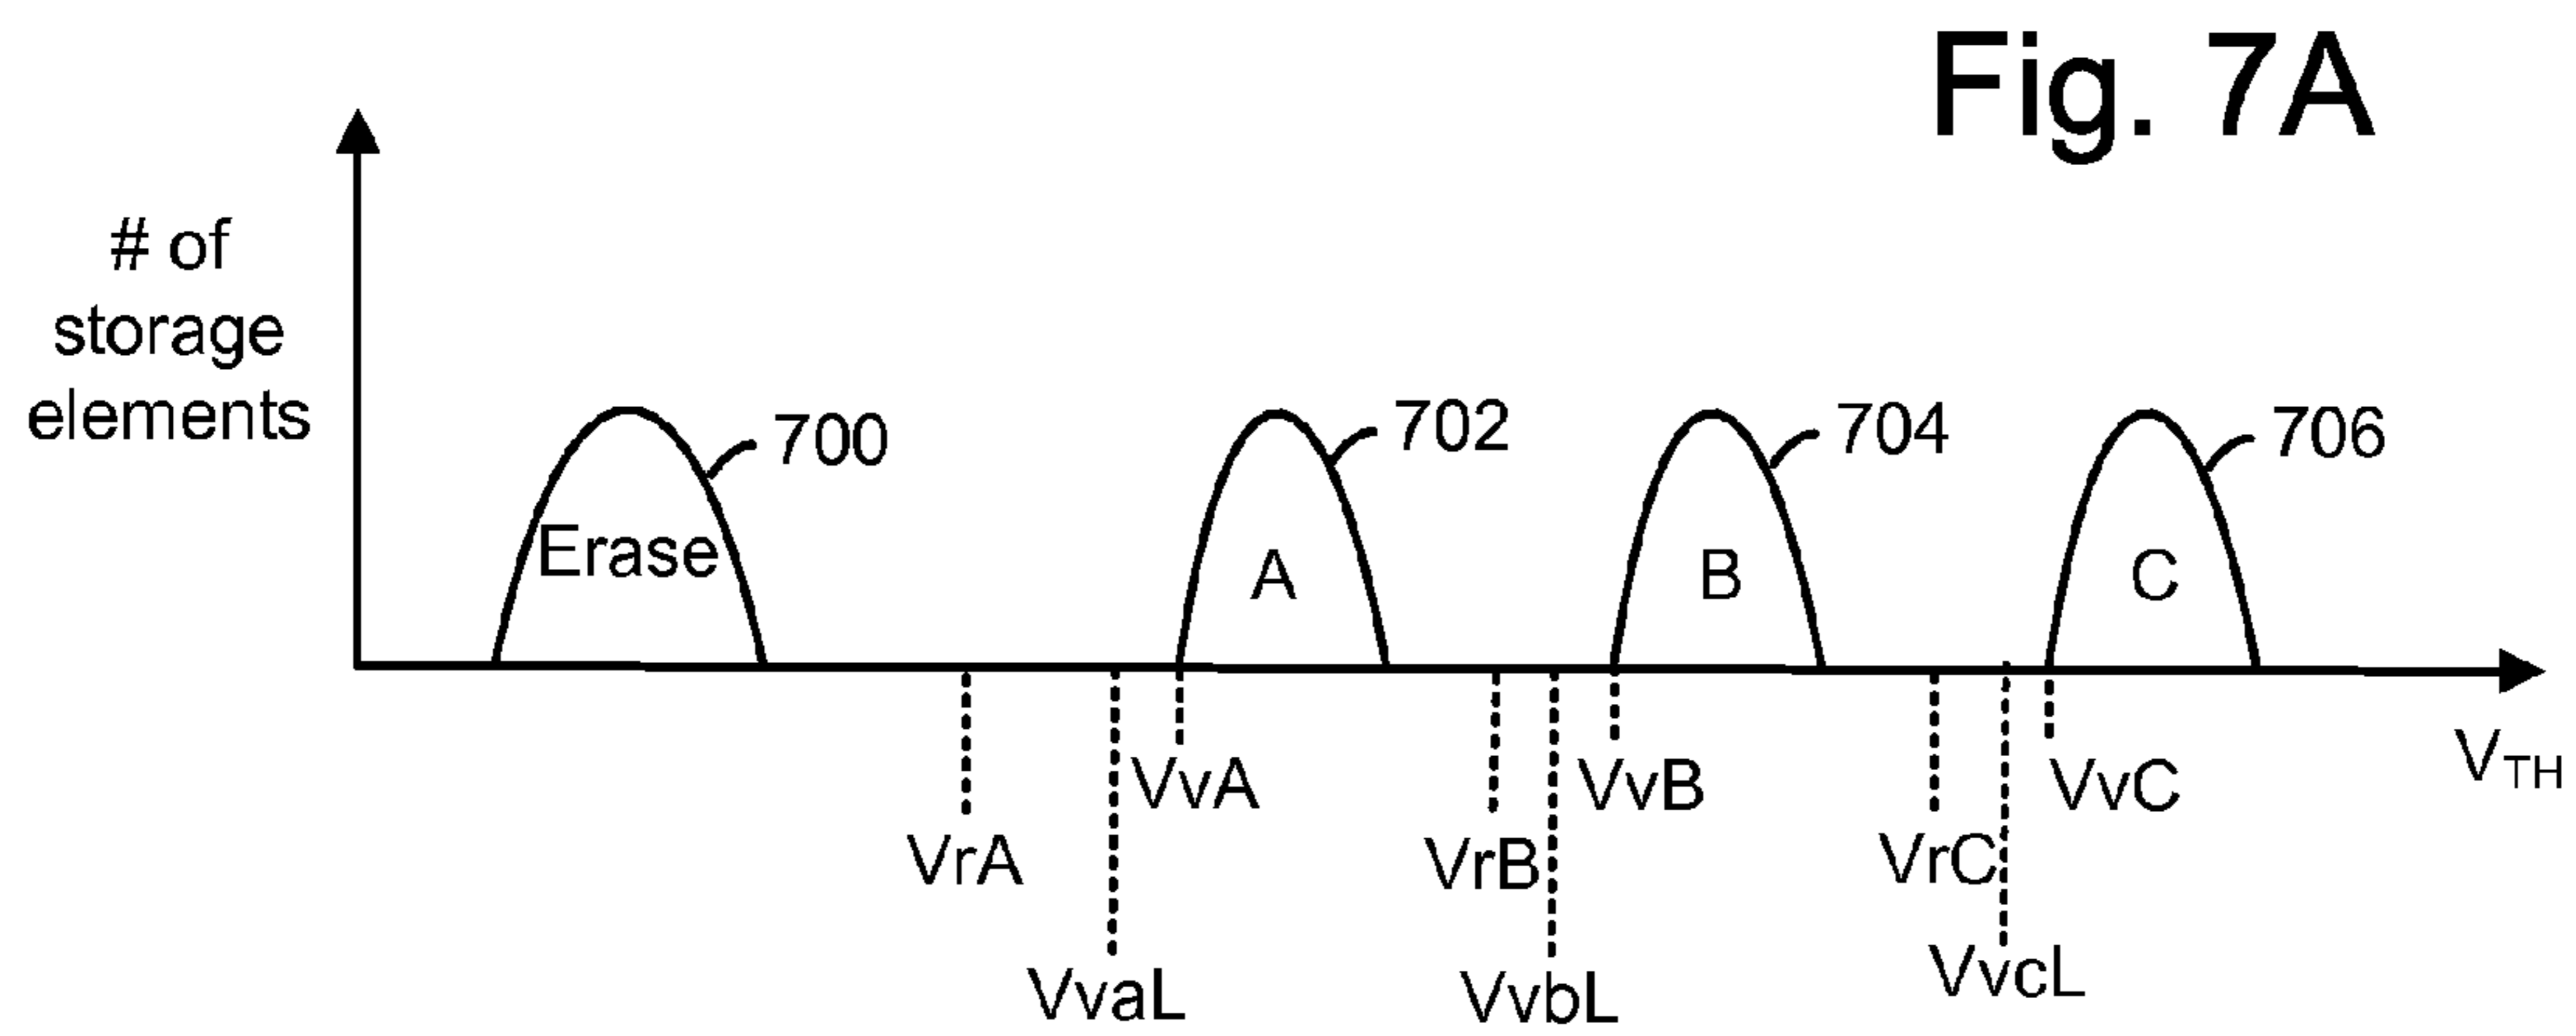 Fig. 7A
# of
storage
elements
700
702
704
706
Erase
A
B
C
VvA
VvB
VvC
VTH
VrA
VrB
VrC
VvaL
VvbL
VvcL